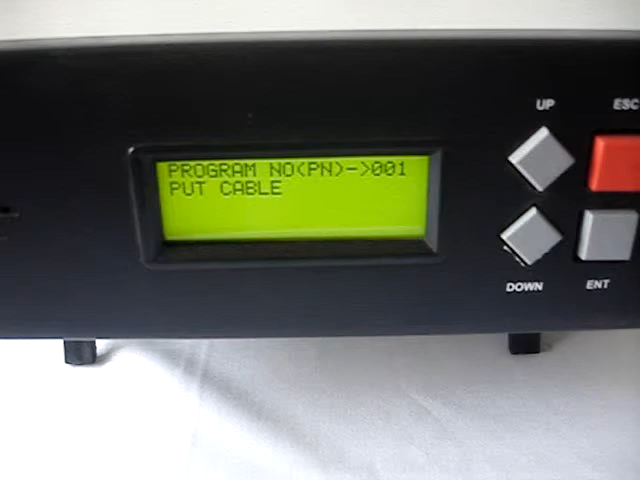 PROGRAM NO(PN)->001
PUT CABLE
UP
ESC
DOWN
ENT